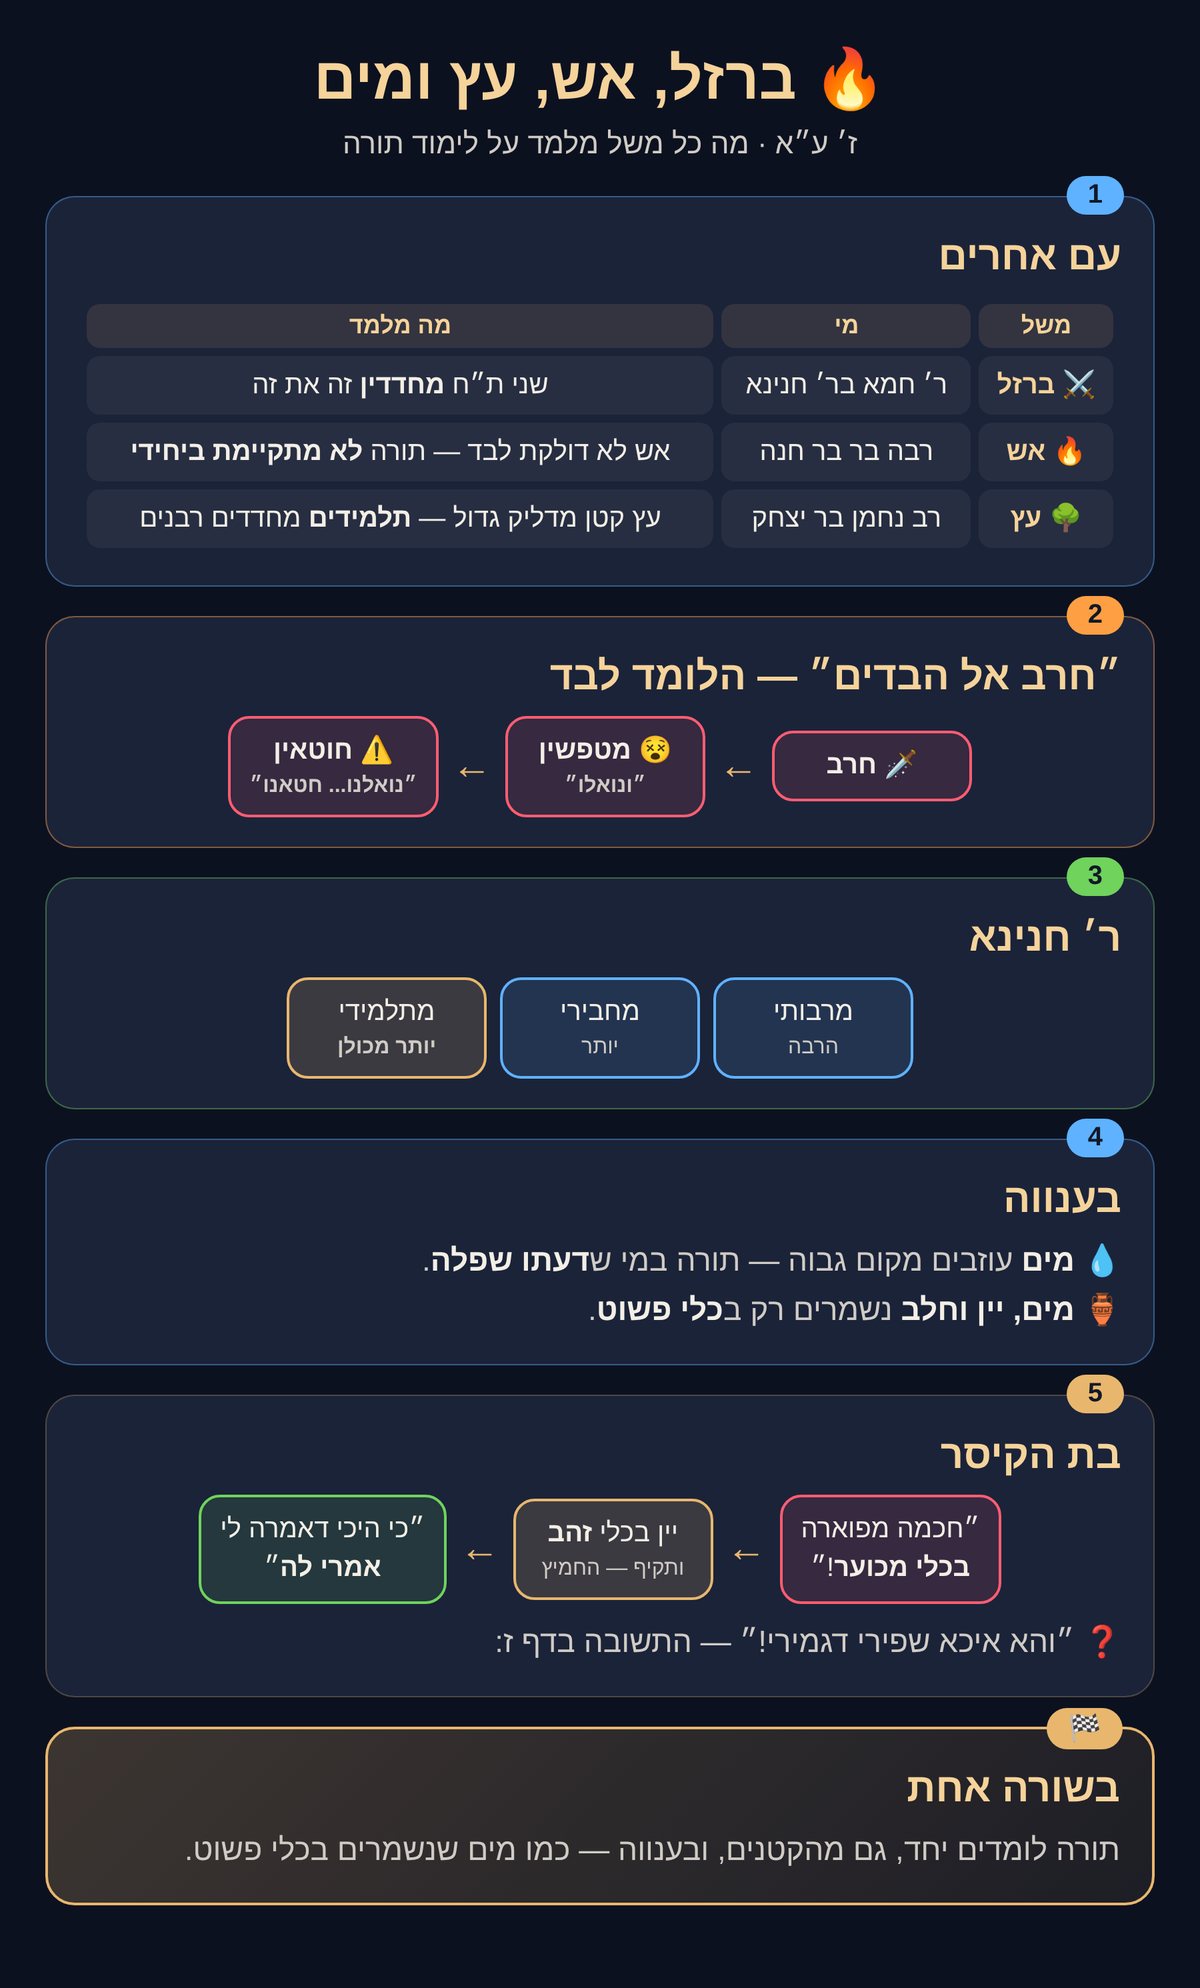 🔥 ברזל, אש, עץ ומים
ז׳ ע״א · מה כל משל מלמד על לימוד תורה
1
עם אחרים
משל מי מה מלמד
⚔️ ברזל ר׳ חמא בר׳ חנינא שני ת״ח מחדדין זה את זה
🔥 אש רבה בר בר חנה אש לא דולקת לבד — תורה לא מתקיימת ביחידי
🌳 עץ רב נחמן בר יצחק עץ קטן מדליק גדול — תלמידים מחדדים רבנים
2
״חרב אל הבדים״ — הלומד לבד
🗡️ חרב ← 😵 מטפשין ← ⚠️ חוטאין
״ונואלו״ ״נואלנו... חטאנו״
3
ר׳ חנינא
מרבותי מחבירי מתלמידי
הרבה יותר יותר מכולן
4
בענווה
💧 מים עוזבים מקום גבוה — תורה במי שדעתו שפלה.
🏺 מים, יין וחלב נשמרים רק בכלי פשוט.
5
בת הקיסר
״חכמה מפוארה
בכלי מכוער!״
←
יין בכלי זהב
ותקיף — החמיץ
←
״כי היכי דאמרה לי
אמרי לה״
❓ ״והא איכא שפירי דגמירי!״ — התשובה בדף ז:
🏁
בשורה אחת
תורה לומדים יחד, גם מהקטנים, ובענווה — כמו מים שנשמרים בכלי פשוט.